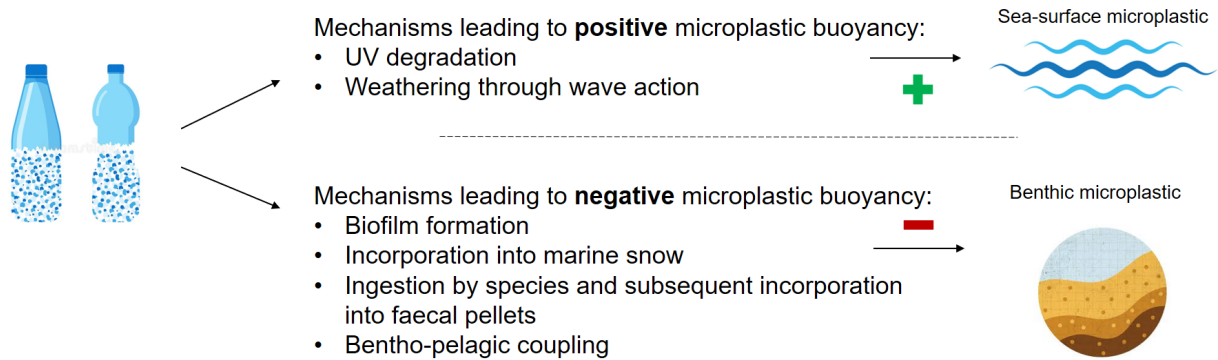 Mechanisms leading to positive microplastic buoyancy:
• UV degradation
• Weathering through wave action
Sea-surface microplastic
Mechanisms leading to negative microplastic buoyancy:
• Biofilm formation
• Incorporation into marine snow
• Ingestion by species and subsequent incorporation
into faecal pellets
• Bentho-pelagic coupling
Benthic microplastic